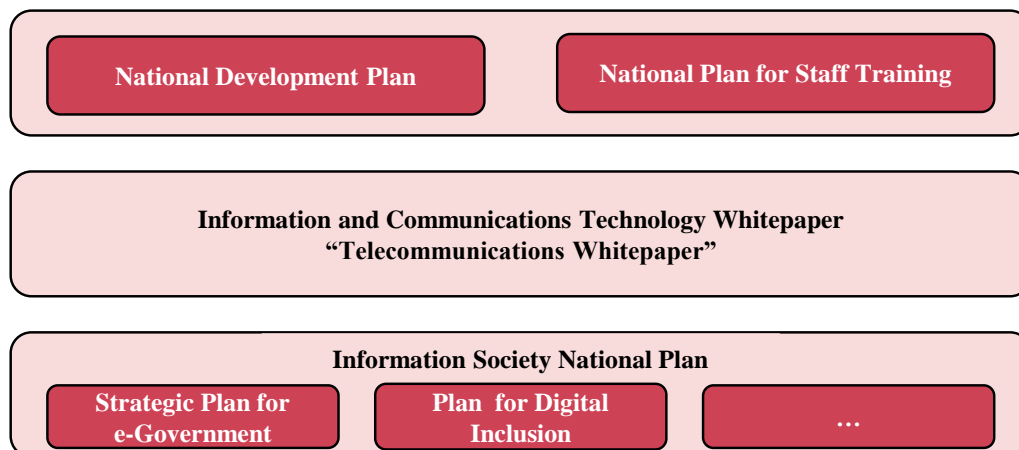 National Development Plan
National Plan for Staff Training
Information and Communications Technology Whitepaper
“Telecommunications Whitepaper”
Information Society National Plan
Strategic Plan for
e-Government
Plan for Digital
Inclusion
…